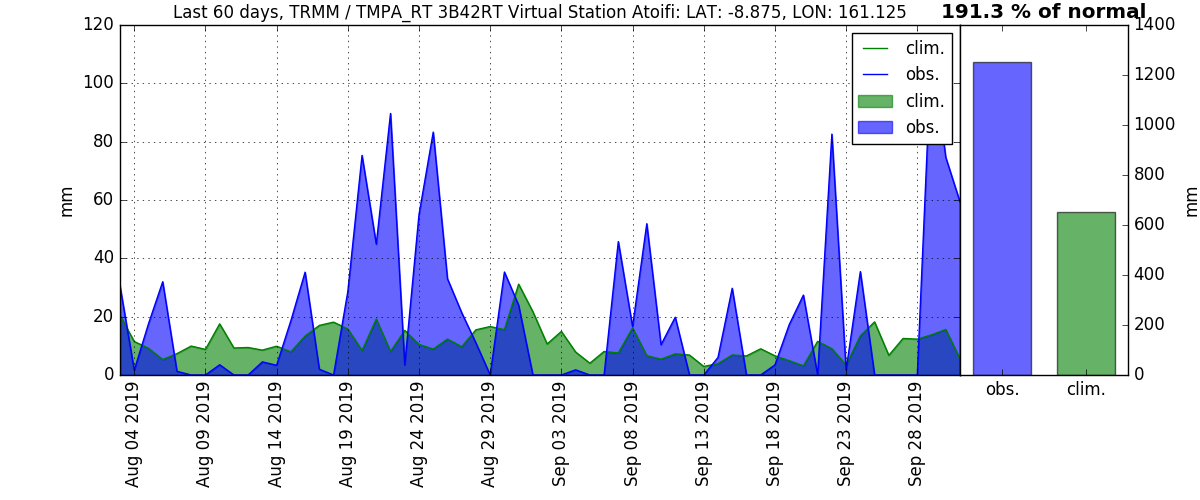 Last 60 days, TRMM / TMPA_RT 3B42RT Virtual Station Atoifi: LAT: -8.875, LON: 161.125
191.3 % of normal
120
100
80
60
40
20
0
mm
clim.
obs.
clim.
obs.
1400
1200
1000
800
600
400
200
0
mm
Aug 04 2019
Aug 09 2019
Aug 14 2019
Aug 19 2019
Aug 24 2019
Aug 29 2019
Sep 03 2019
Sep 08 2019
Sep 13 2019
Sep 18 2019
Sep 23 2019
Sep 28 2019
obs.
clim.